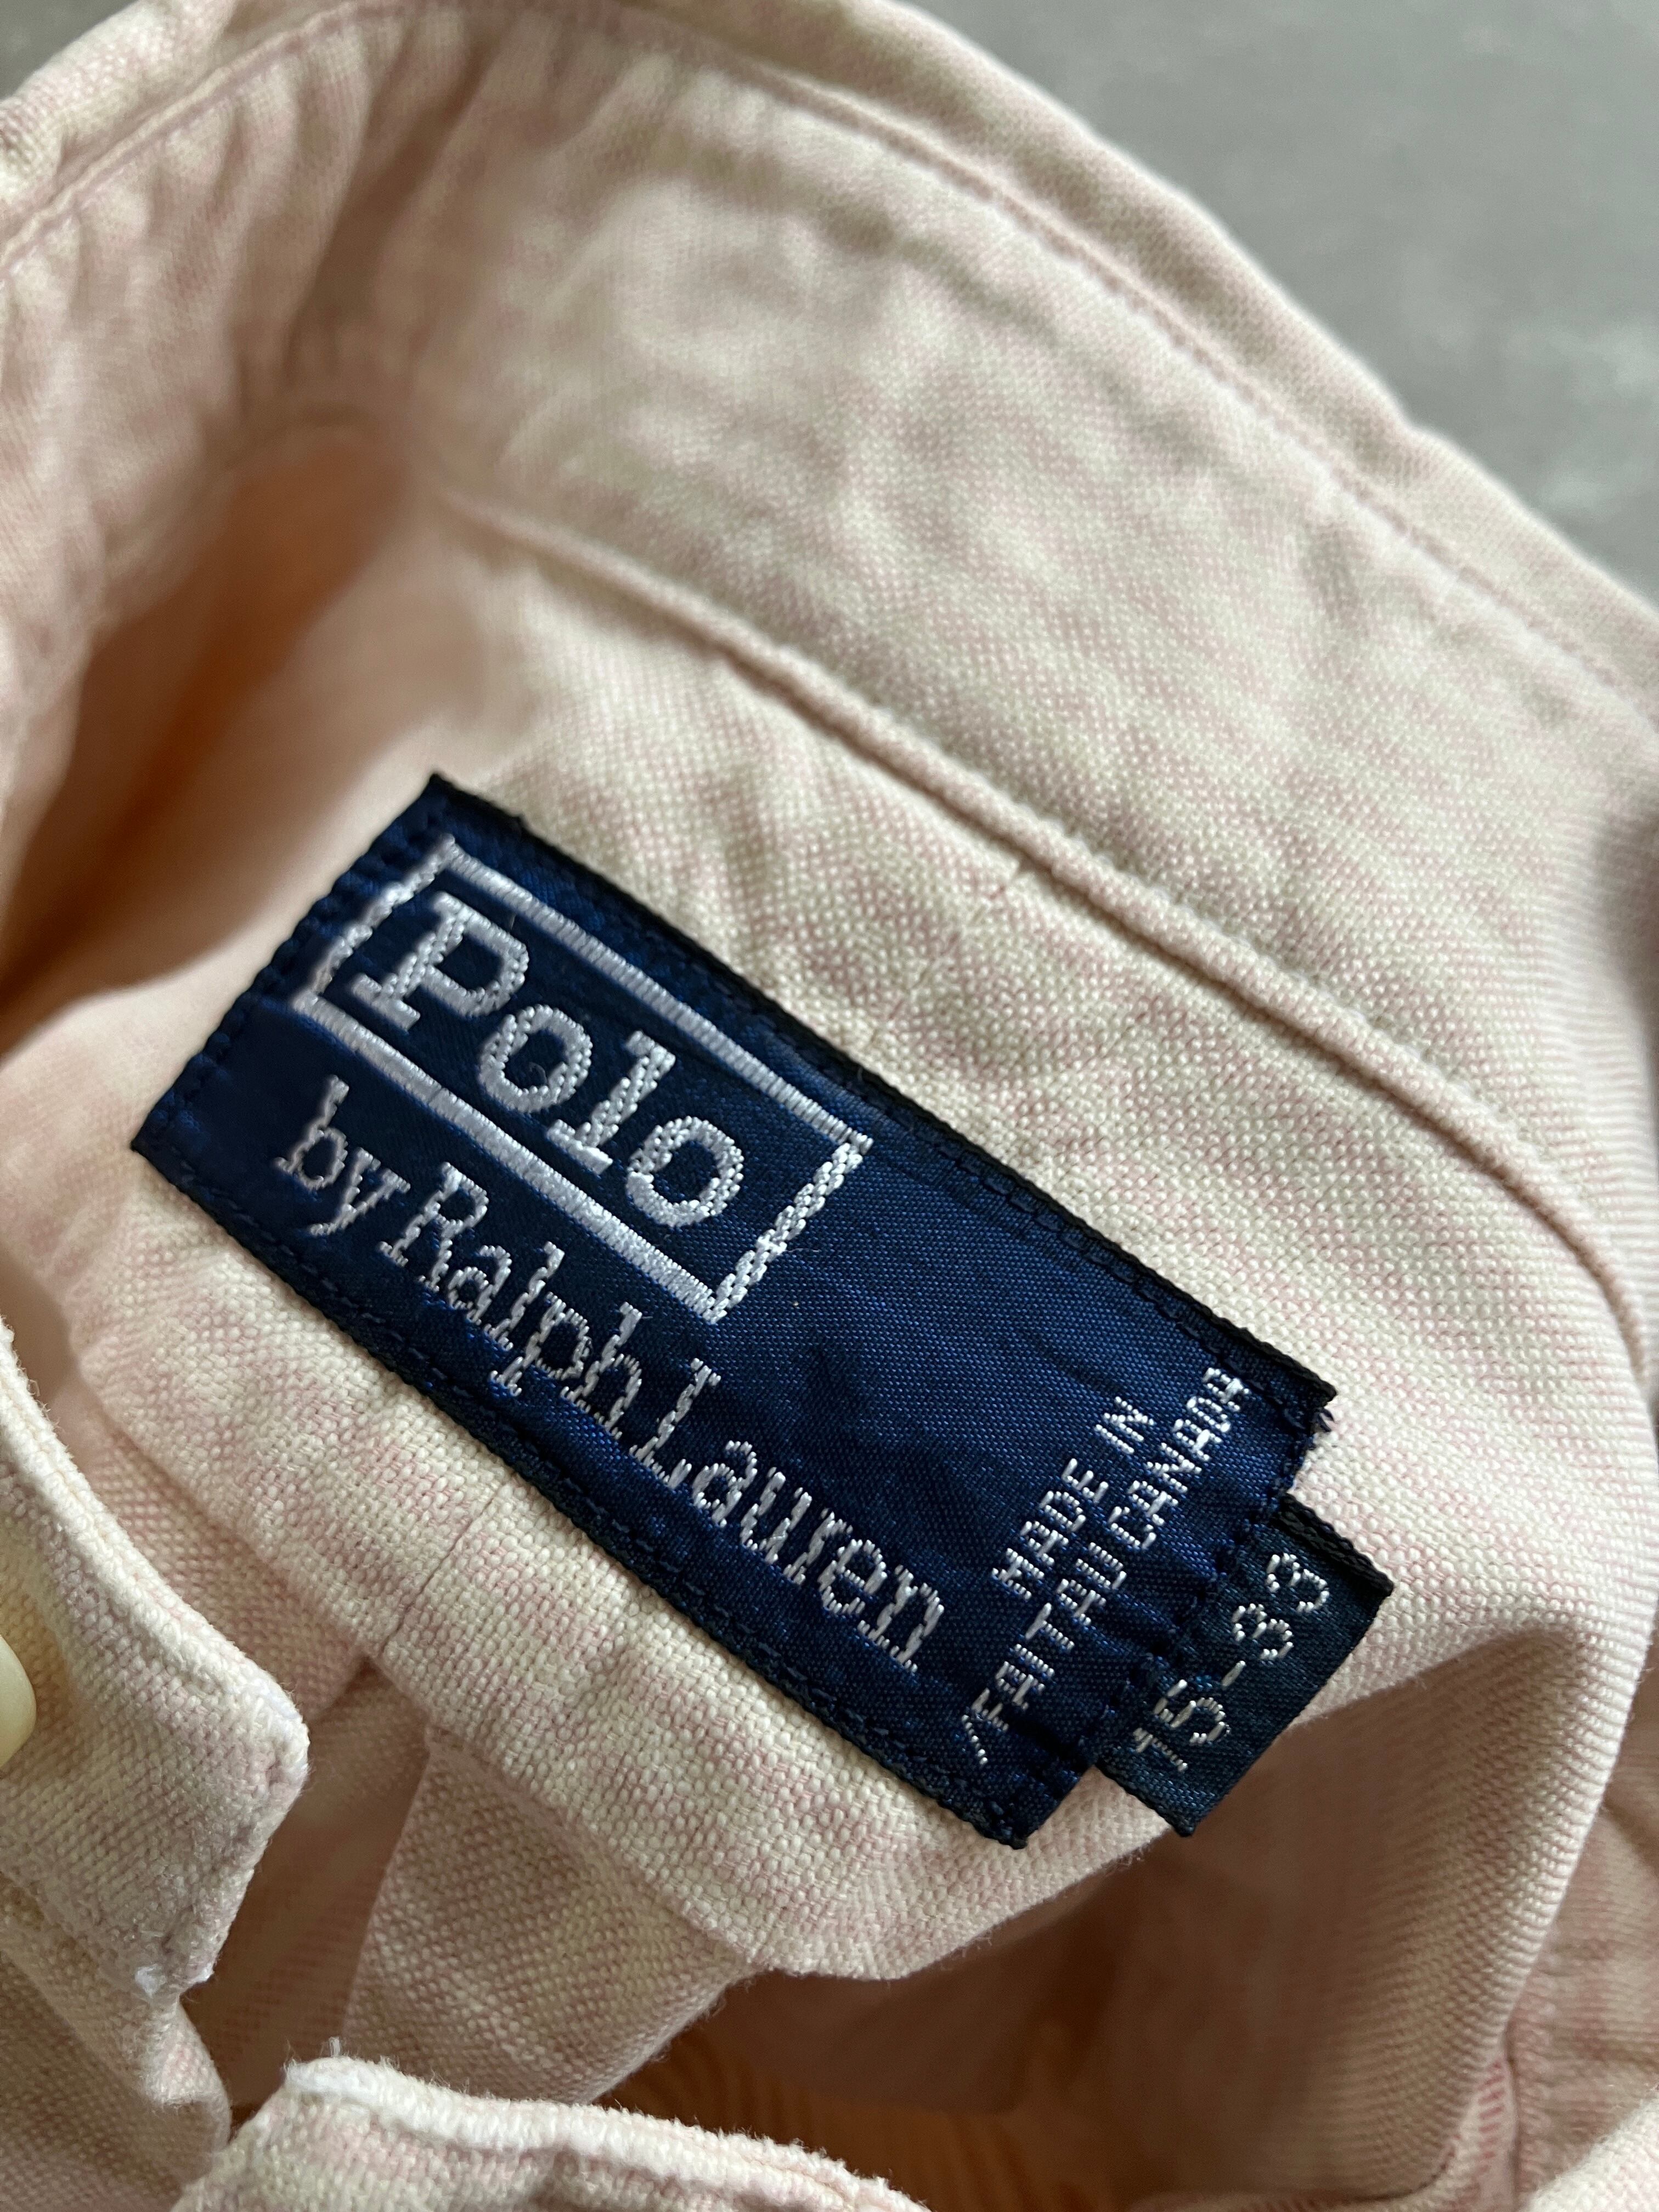 Polo
by Ralph Lauren
MADE IN
/FAIT AU CANADA
15-33